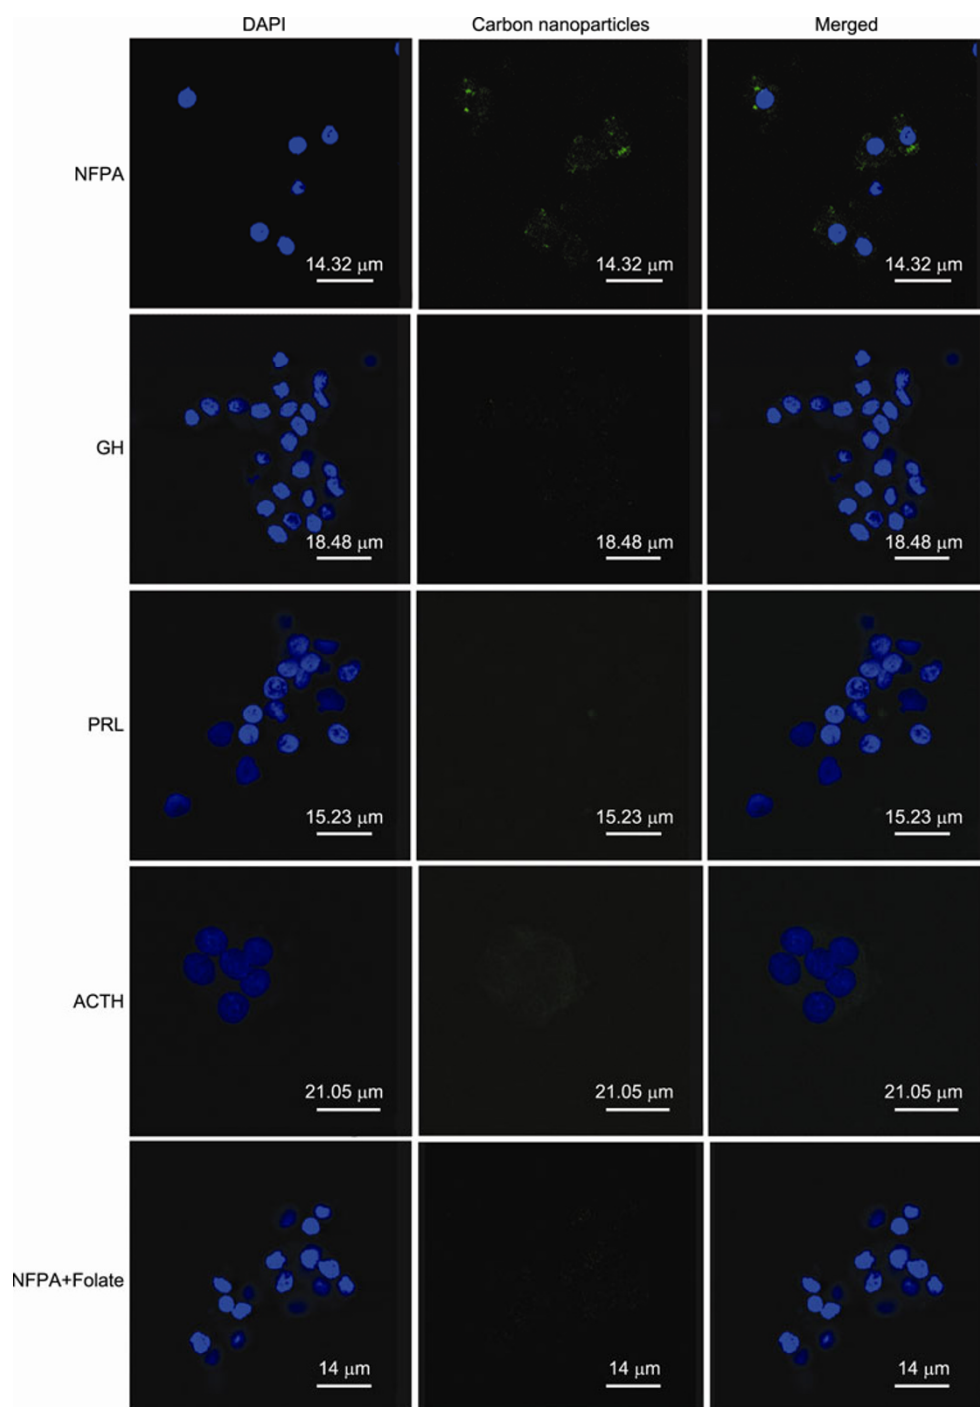 DAPI Carbon nanoparticles Merged
NFPA
14.32 μm 14.32 μm 14.32 μm
GH
18.48 μm 18.48 μm 18.48 μm
PRL
15.23 μm 15.23 μm 15.23 μm
ACTH
21.05 μm 21.05 μm 21.05 μm
NFPA+Folate
14 μm 14 μm 14 μm